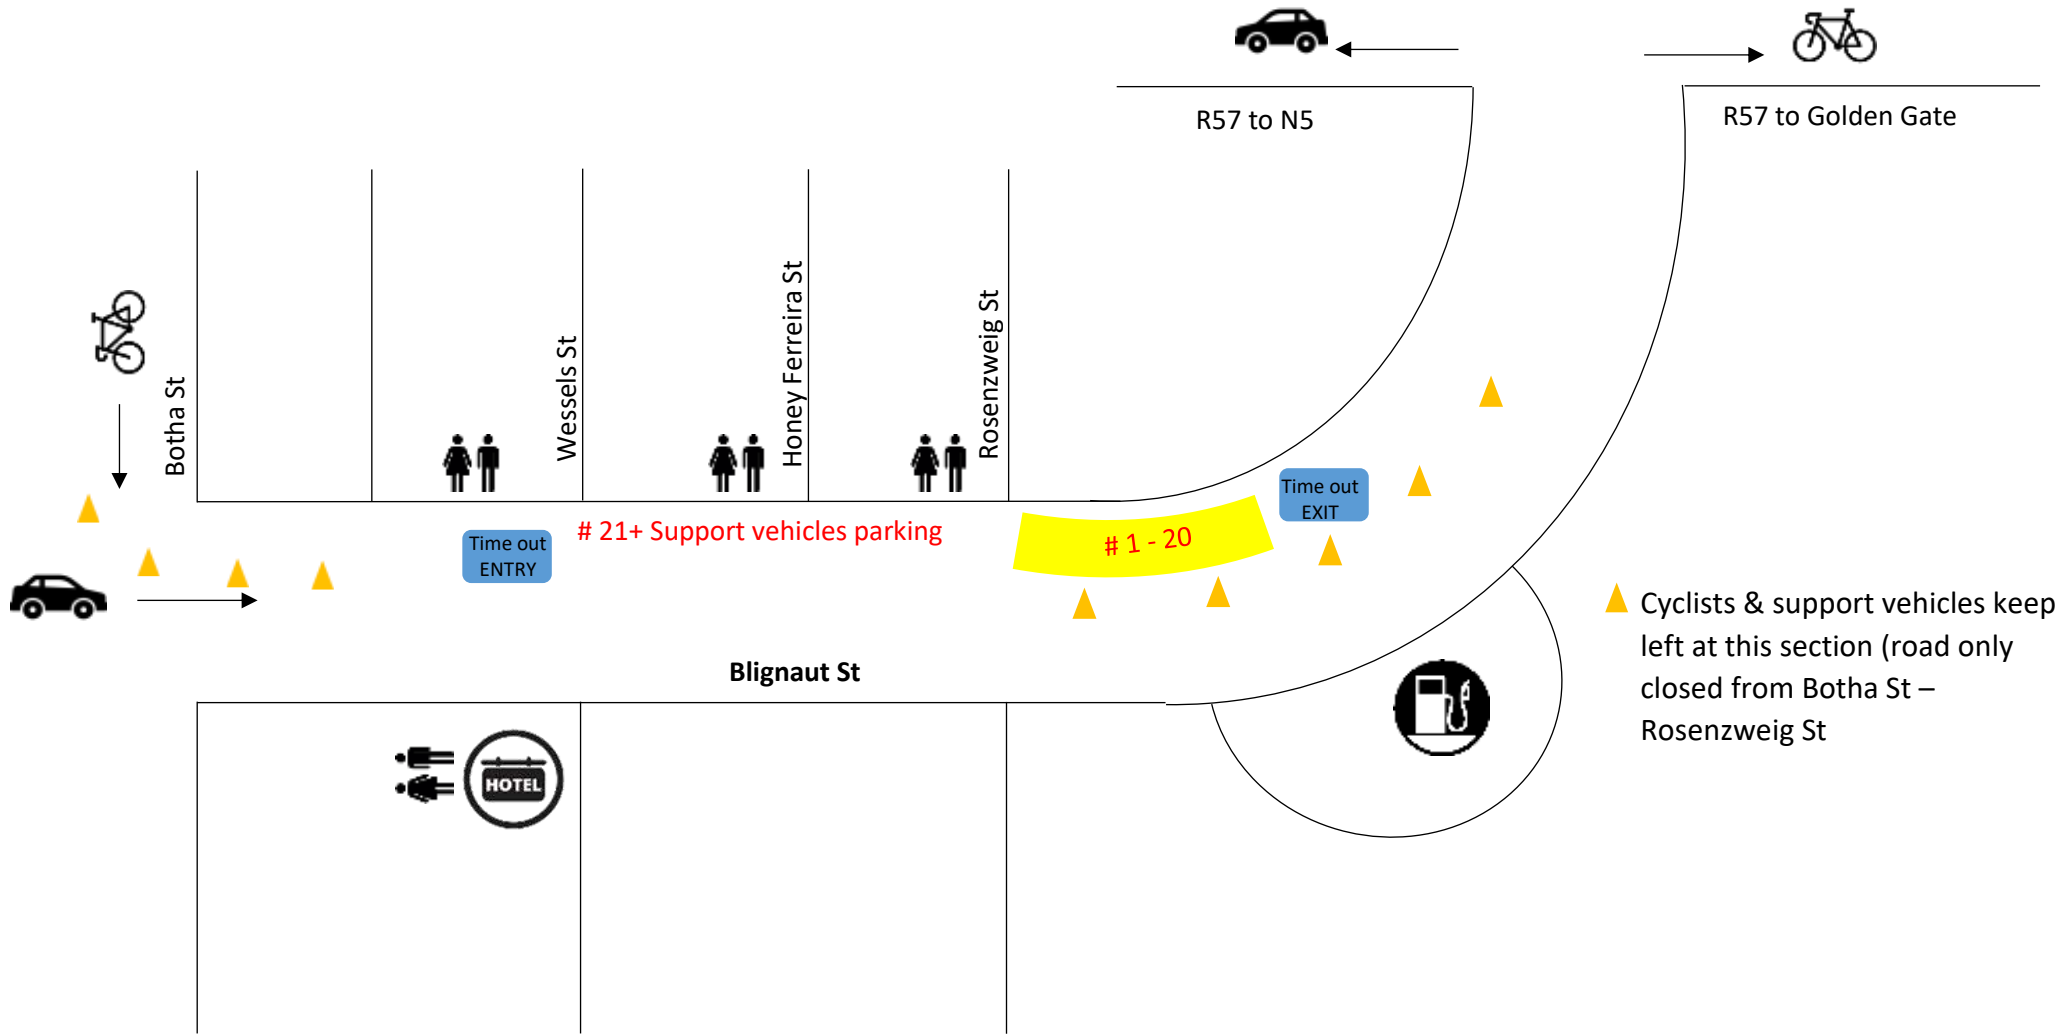 R57 to N5
R57 to Golden Gate
Botha St
Wessels St
Honey Ferreira St
Rosenzweig St
Time out
ENTRY
# 21+ Support vehicles parking
# 1 - 20
Time out
EXIT
Cyclists & support vehicles keep
left at this section (road only
closed from Botha St –
Rosenzweig St
Blignaut St
HOTEL